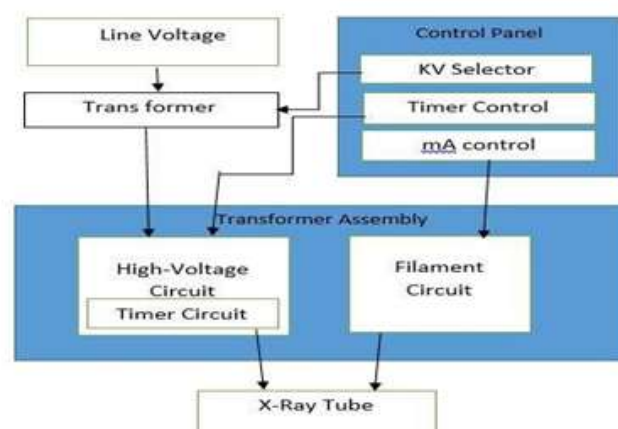 Line Voltage
Control Panel
KV Selector
Trans former
Timer Control
mA control
Transformer Assembly
High-Voltage
Circuit
Timer Circuit
Filament
Circuit
X-Ray Tube